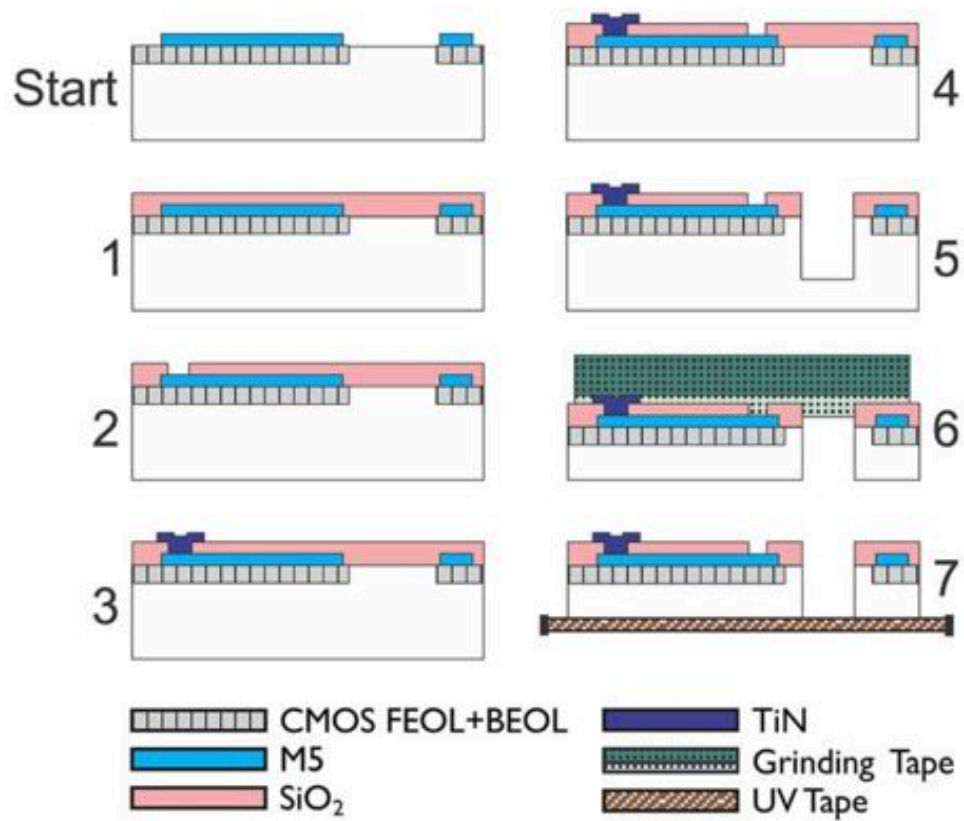 Start
1
2
3
4
5
6
7
CMOS FEOL+BEOL
M5
SiO₂
TiN
Grinding Tape
UV Tape